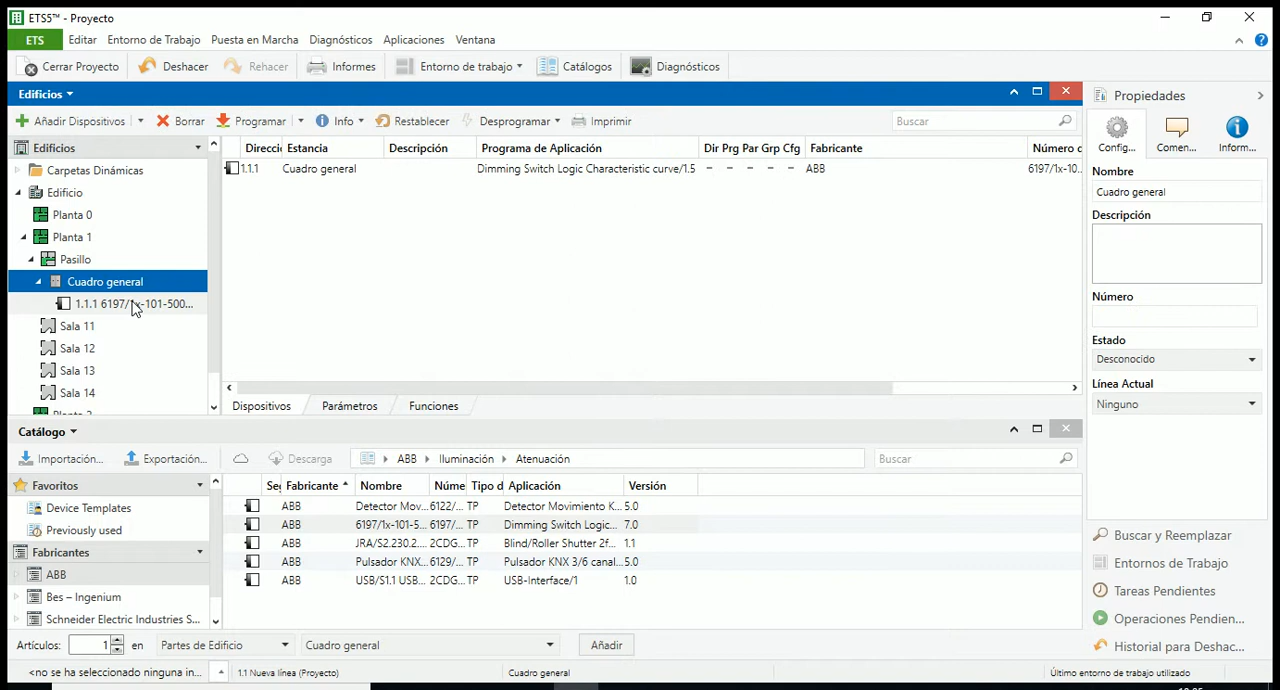 ETS5™ - Proyecto
ETS Editar Entorno de Trabajo Puesta en Marcha Diagnósticos Aplicaciones Ventana
Cerrar Proyecto Deshacer Rehacer Informes Entorno de trabajo Catálogos Diagnósticos
Edificios
Añadir Dispositivos Borrar Programar Info Restablecer Desprogramar Imprimir Buscar
Edificios
Carpetas Dinámicas
Edificio
Planta 0
Planta 1
Pasillo
Cuadro general
1.1.1 6197/1x-101-500...
Sala 11
Sala 12
Sala 13
Sala 14
Direcci Estancia Descripción Programa de Aplicación Dir Prg Par Grp Cfg Fabricante Número d
1.1.1 Cuadro general Dimming Switch Logic Characteristic curve/1.5 – – – – – ABB 6197/1x-10...
Dispositivos Parámetros Funciones
Propiedades
Config... Comen... Inform...
Nombre
Cuadro general
Descripción
Número
Estado
Desconocido
Línea Actual
Ninguno
Buscar y Reemplazar
Entornos de Trabajo
Tareas Pendientes
Operaciones Pendien...
Historial para Deshac...
Catálogo
Importación... Exportación... Descarga ABB Iluminación Atenuación Buscar
Favoritos
Device Templates
Previously used
Fabricantes
ABB
Bes – Ingenium
Schneider Electric Industries S...
Fabricante Nombre Núme Tipo d Aplicación Versión
ABB Detector Mov... 6122/... TP Detector Movimiento K... 5.0
ABB 6197/1x-101-5... 6197/... TP Dimming Switch Logic... 7.0
ABB JRA/S2.230.2... 2CDG... TP Blind/Roller Shutter 2f... 1.1
ABB Pulsador KNX... 6129/... TP Pulsador KNX 3/6 canal... 5.0
ABB USB/S1.1 USB... 2CDG... TP USB-Interface/1 1.0
Artículos: 1 en Partes de Edificio Cuadro general Añadir
<no se ha seleccionado ninguna in... 1.1 Nueva línea (Proyecto) Cuadro general Último entorno de trabajo utilizado